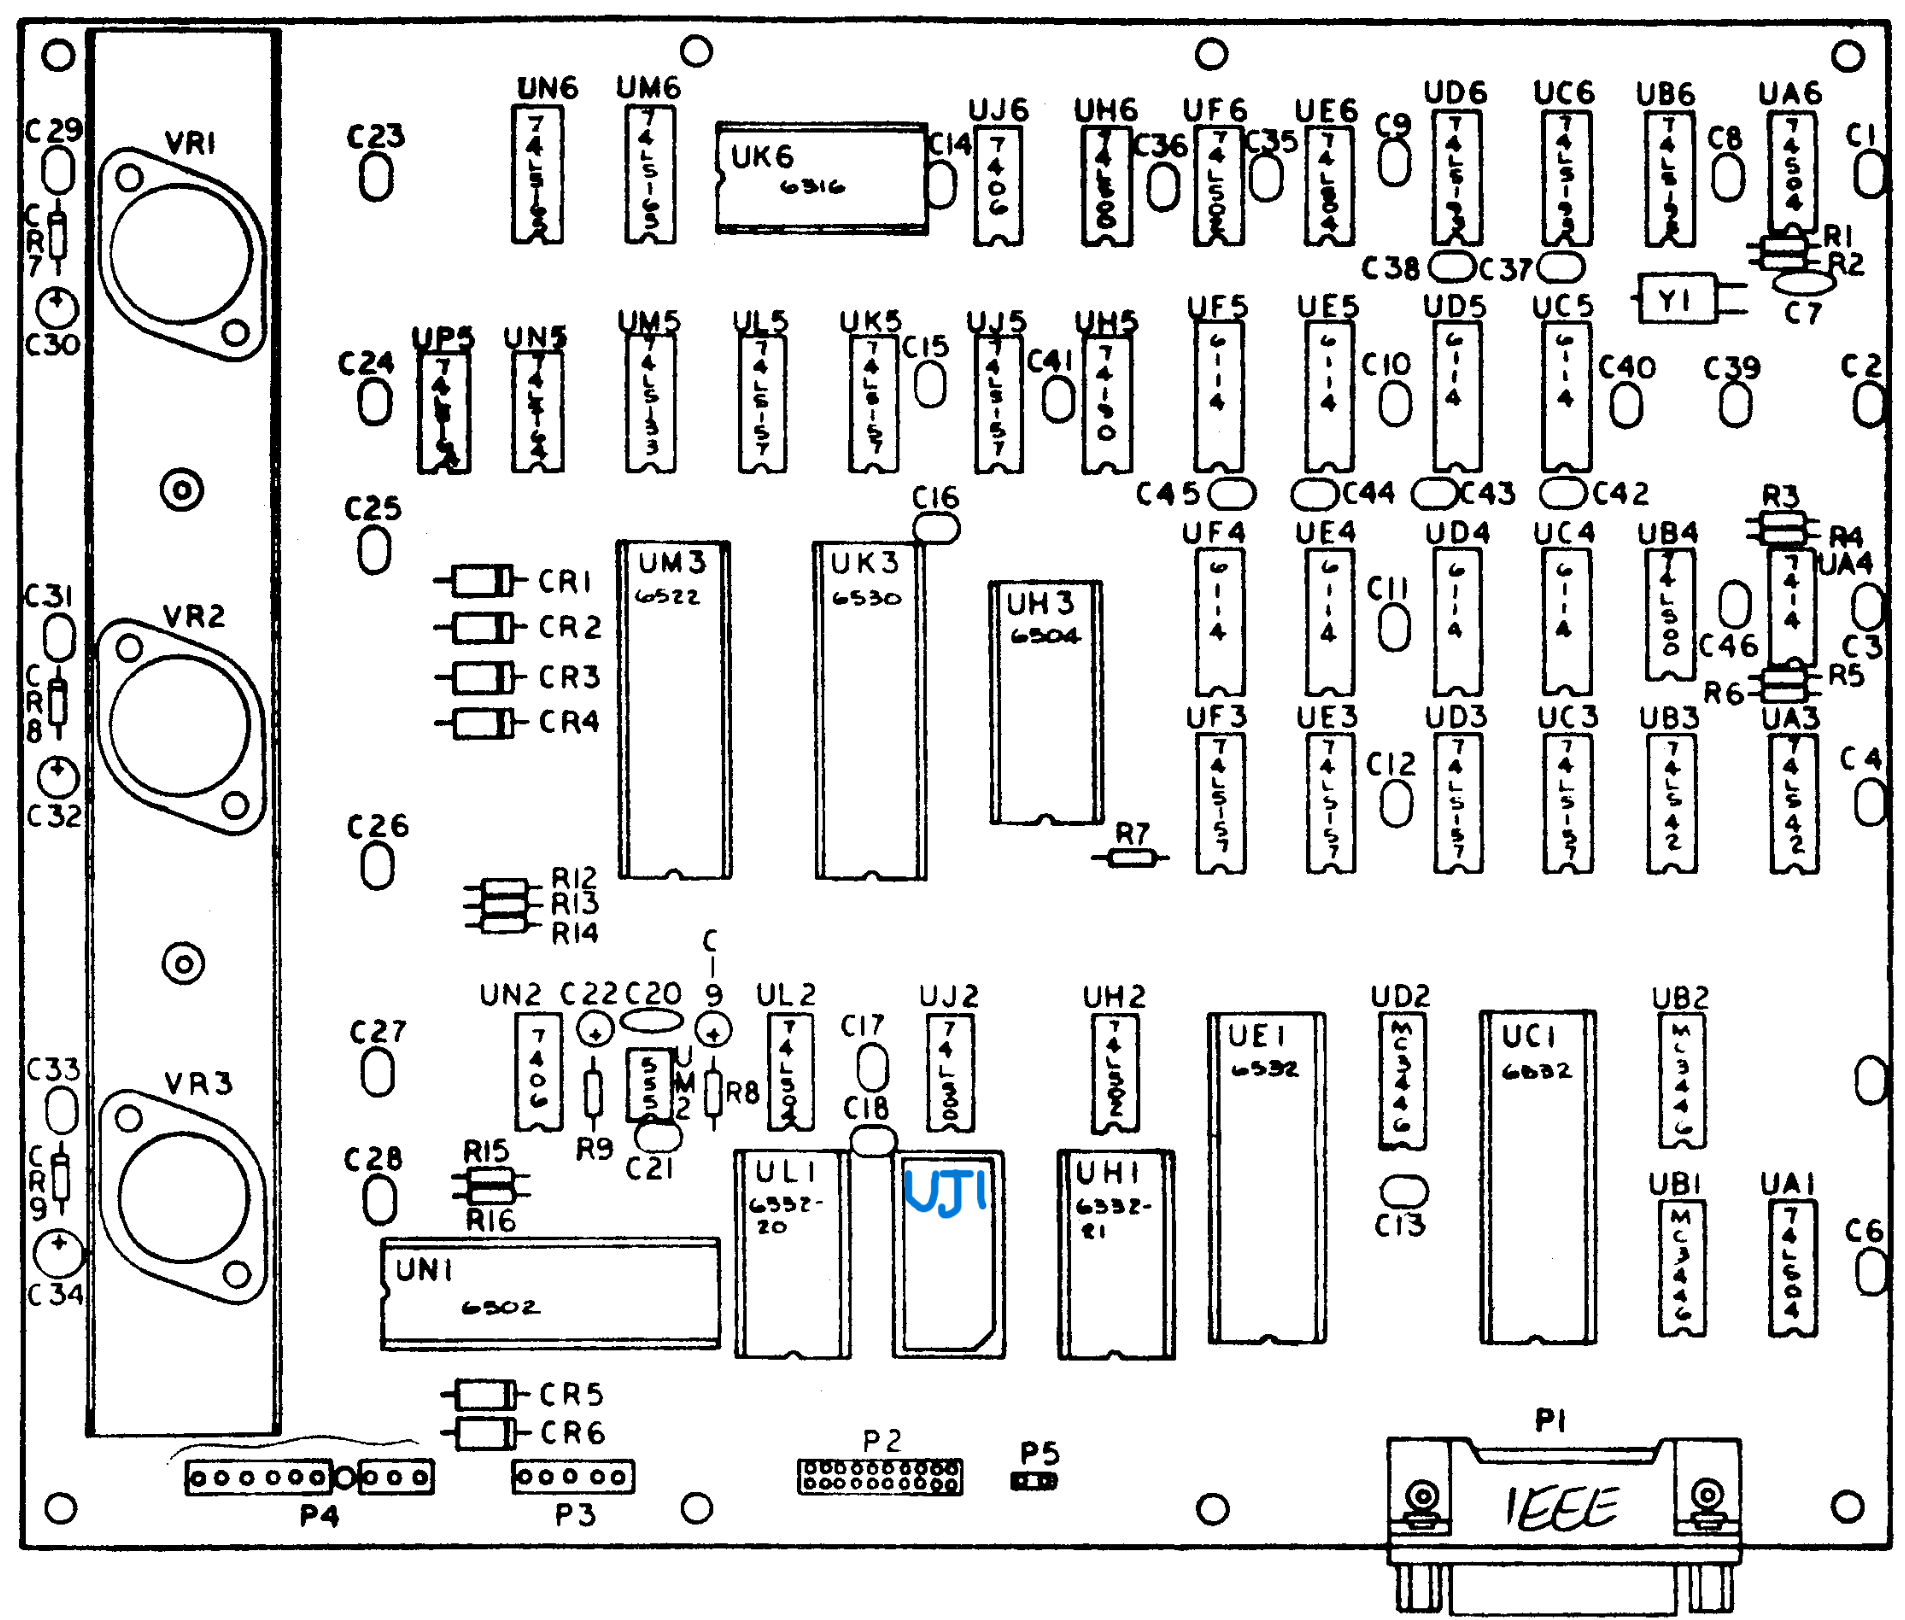 UN6
74LS165
UM6
74LS165
UK6
6316
C14
UJ6
7406
UH6
74LS00
C36
UF6
74LS02
C35
UE6
74LS04
C9
UD6
74LS193
UC6
74LS193
UB6
C8
UA6
74S04
C1
C29
VR1
C23
CR7
C30
R1
R2
C38
C37
Y1
C7
UP5
74LS164
UN5
74LS164
UM5
UL5
74LS157
UK5
74LS157
C15
UJ5
74LS157
C41
UH5
UF5
6114
UE5
6114
C10
UD5
6114
UC5
6114
C40
C39
C2
C24
C25
C16
C45
C44
C43
C42
R3
R4
UM3
6522
UK3
6530
UH3
6504
UF4
6114
UE4
6114
C11
UD4
6114
UC4
6114
UB4
74LS00
C46
UA4
7414
C3
R5
R6
CR1
CR2
CR3
CR4
C31
VR2
CR8
C32
UF3
74LS157
UE3
74LS157
C12
UD3
74LS157
UC3
74LS157
UB3
74LS42
UA3
74LS42
C4
R7
C26
R12
R13
R14
UN2
7406
C22
C20
C19
UM2
555
R8
R9
C21
UL2
74LS04
C17
C18
UJ2
74LS00
UH2
74LS02
UE1
6532
UD2
MC3446
UC1
6532
UB2
MC3446
C27
C33
VR3
CR9
C34
C28
R15
R16
UN1
6502
UL1
6332-
20
UJ1
UH1
6332-
21
C13
UB1
MC3446
UA1
74LS04
C6
CR5
CR6
P4
P3
P2
P5
P1
IEEE